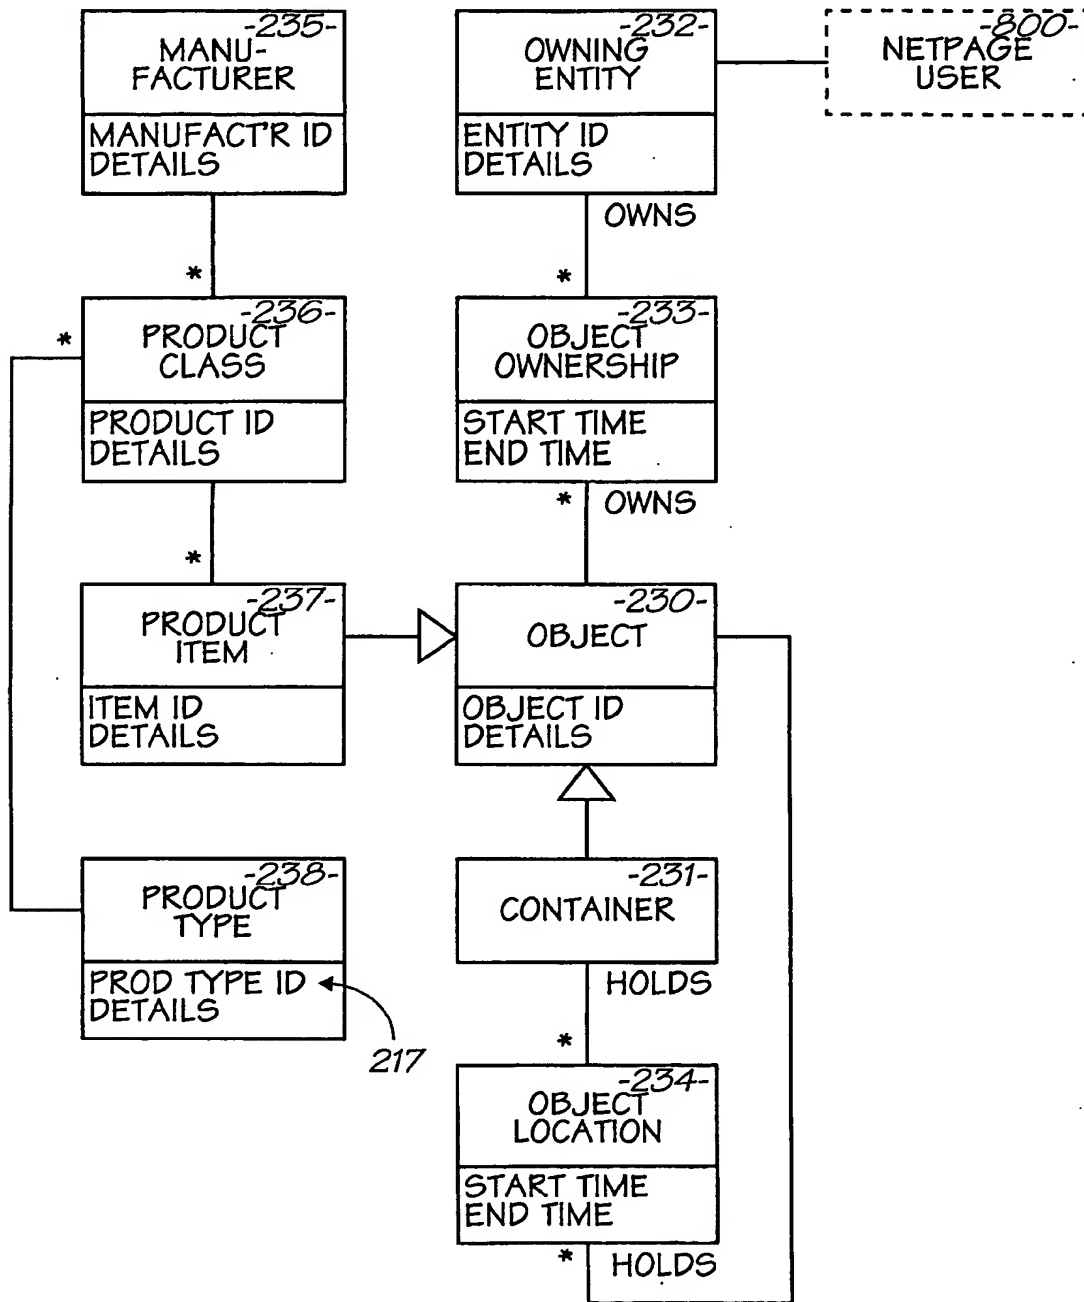 -235-
MANU-
FACTURER
MANUFACT'R ID
DETAILS
-232-
OWNING
ENTITY
ENTITY ID
DETAILS
-800-
NETPAGE
USER
OWNS
*
*
-236-
PRODUCT
CLASS
PRODUCT ID
DETAILS
*
-233-
OBJECT
OWNERSHIP
START TIME
END TIME
* OWNS
*
-237-
PRODUCT
ITEM
ITEM ID
DETAILS
-230-
OBJECT
OBJECT ID
DETAILS
-238-
PRODUCT
TYPE
PROD TYPE ID
DETAILS
217
-231-
CONTAINER
HOLDS
*
-234-
OBJECT
LOCATION
START TIME
END TIME
* HOLDS